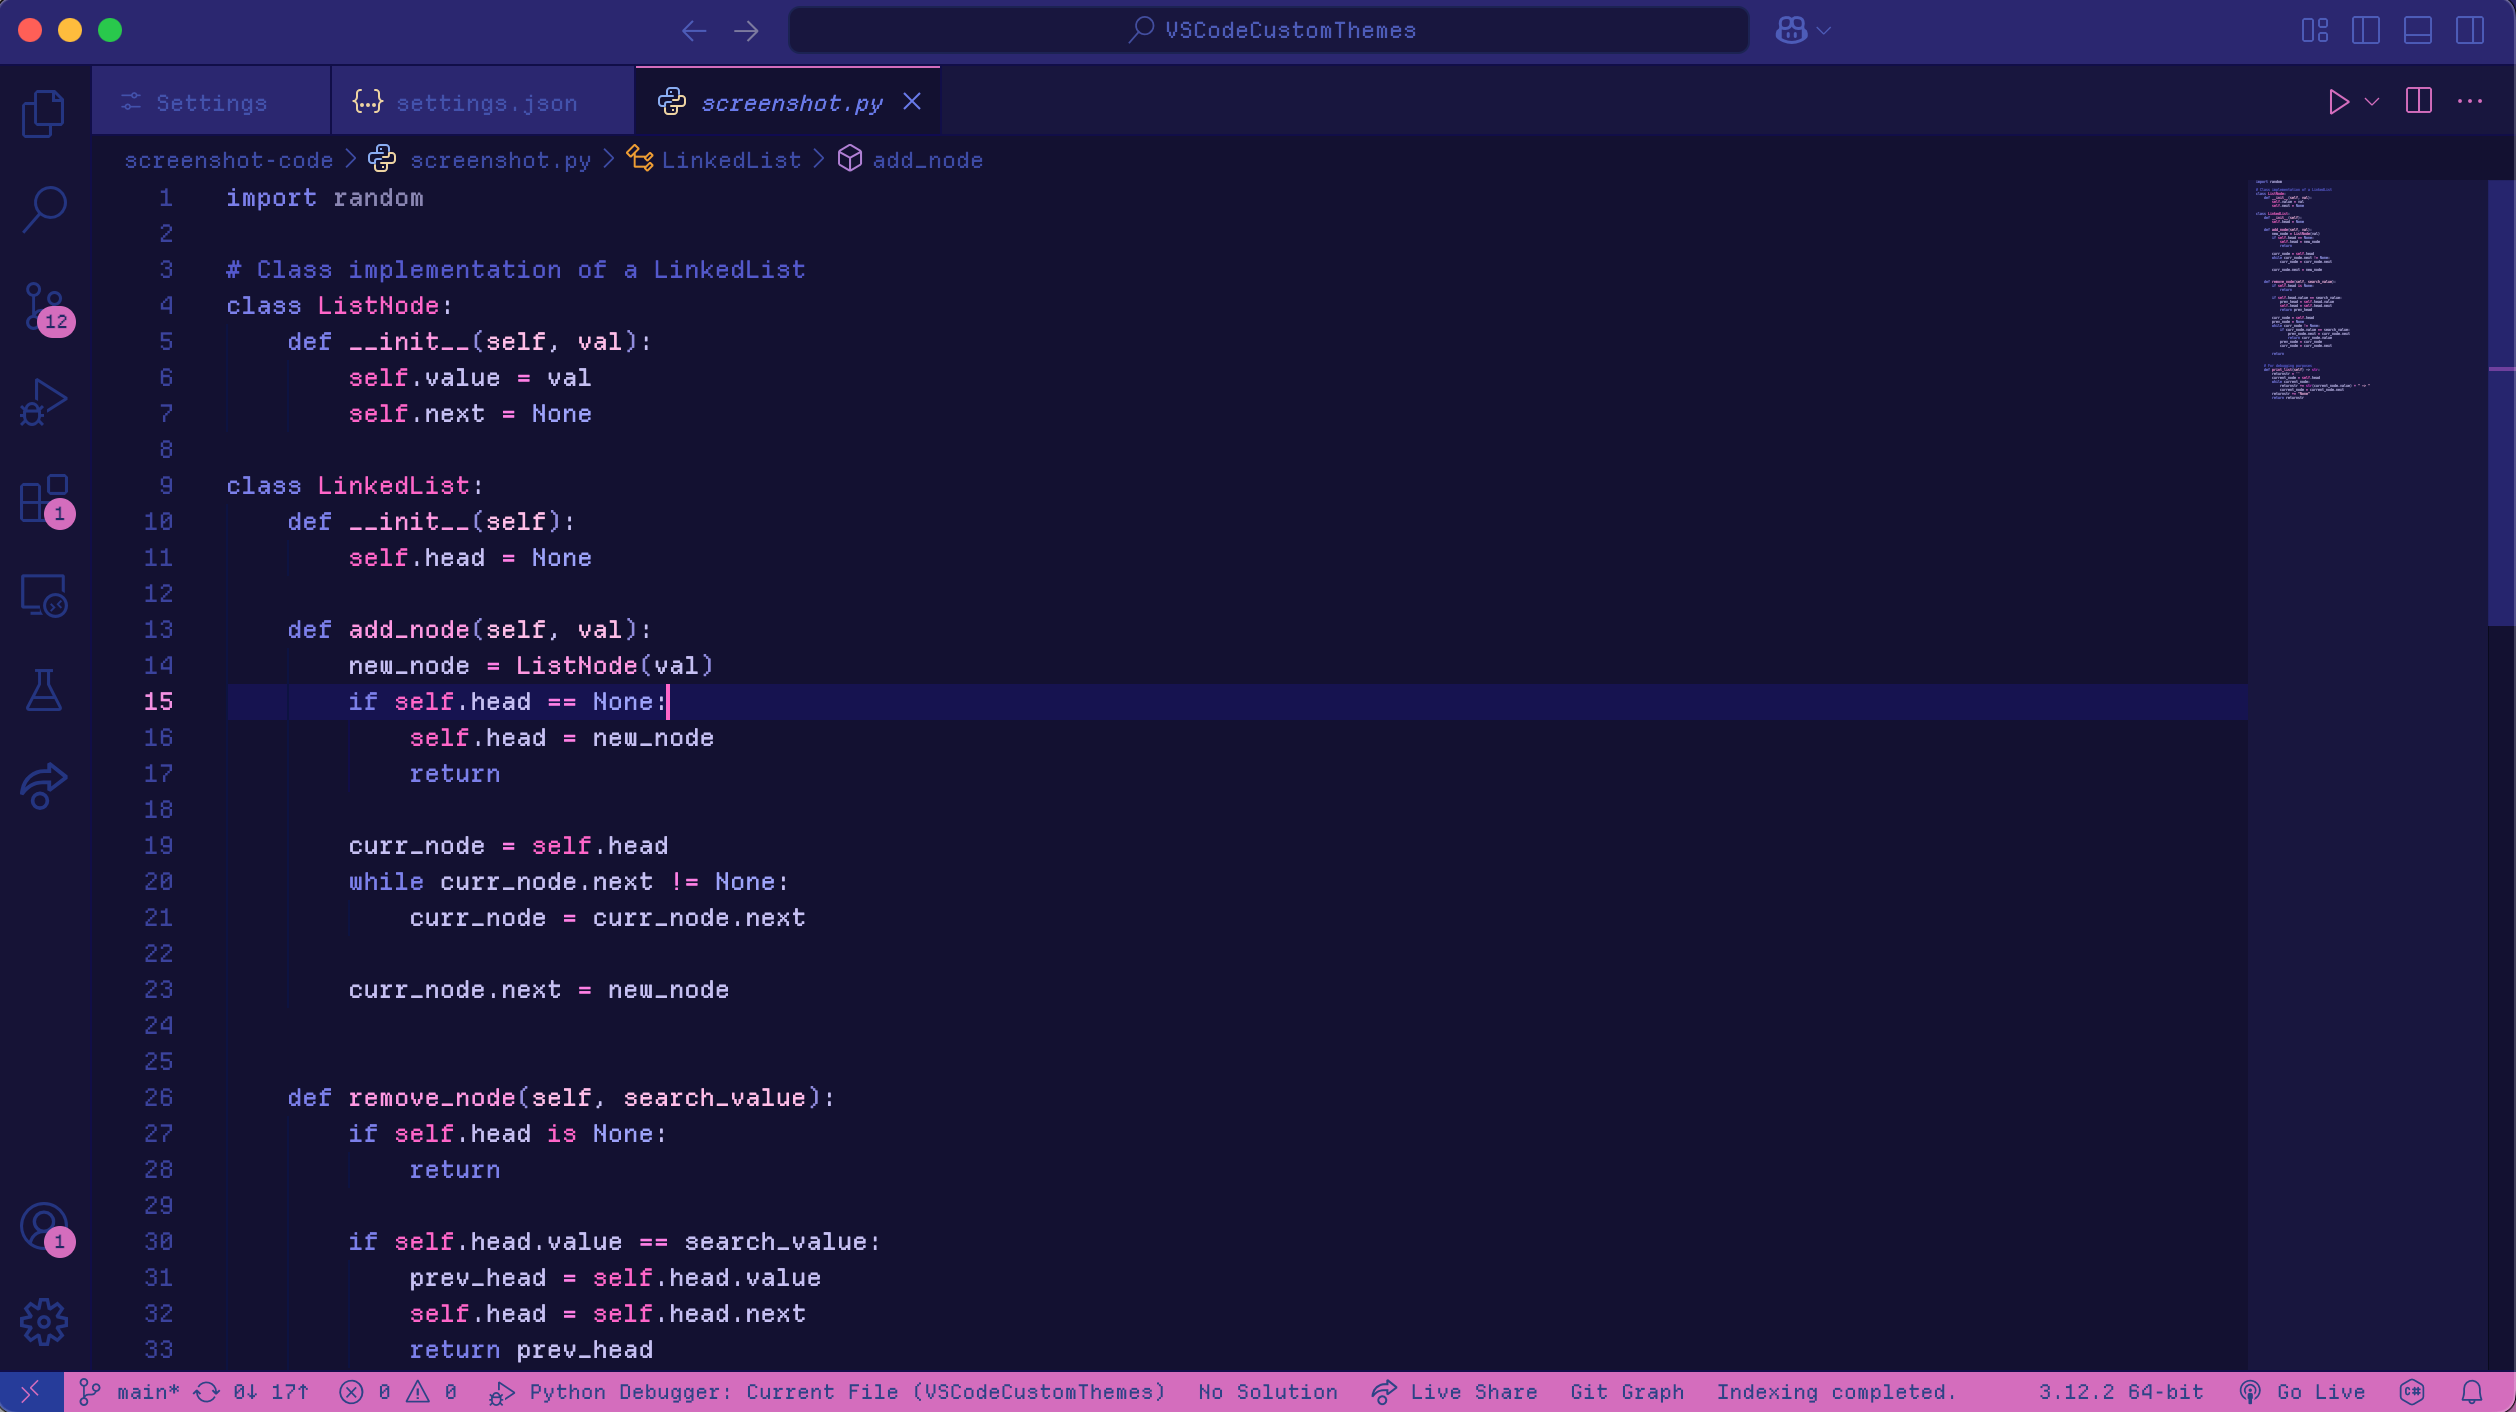 VSCodeCustomThemes
Settings
{...} settings.json
screenshot.py
screenshot-code > screenshot.py > LinkedList > add_node
1 import random
2
3 # Class implementation of a LinkedList
4 class ListNode:
5     def __init__(self, val):
6         self.value = val
7         self.next = None
8
9 class LinkedList:
10     def __init__(self):
11         self.head = None
12
13     def add_node(self, val):
14         new_node = ListNode(val)
15         if self.head == None:
16             self.head = new_node
17             return
18
19         curr_node = self.head
20         while curr_node.next != None:
21             curr_node = curr_node.next
22
23         curr_node.next = new_node
24
25
26     def remove_node(self, search_value):
27         if self.head is None:
28             return
29
30         if self.head.value == search_value:
31             prev_head = self.head.value
32             self.head = self.head.next
33             return prev_head
12
1
1
main* 0↓ 17↑ 0 0 Python Debugger: Current File (VSCodeCustomThemes) No Solution Live Share Git Graph Indexing completed. 3.12.2 64-bit Go Live C#